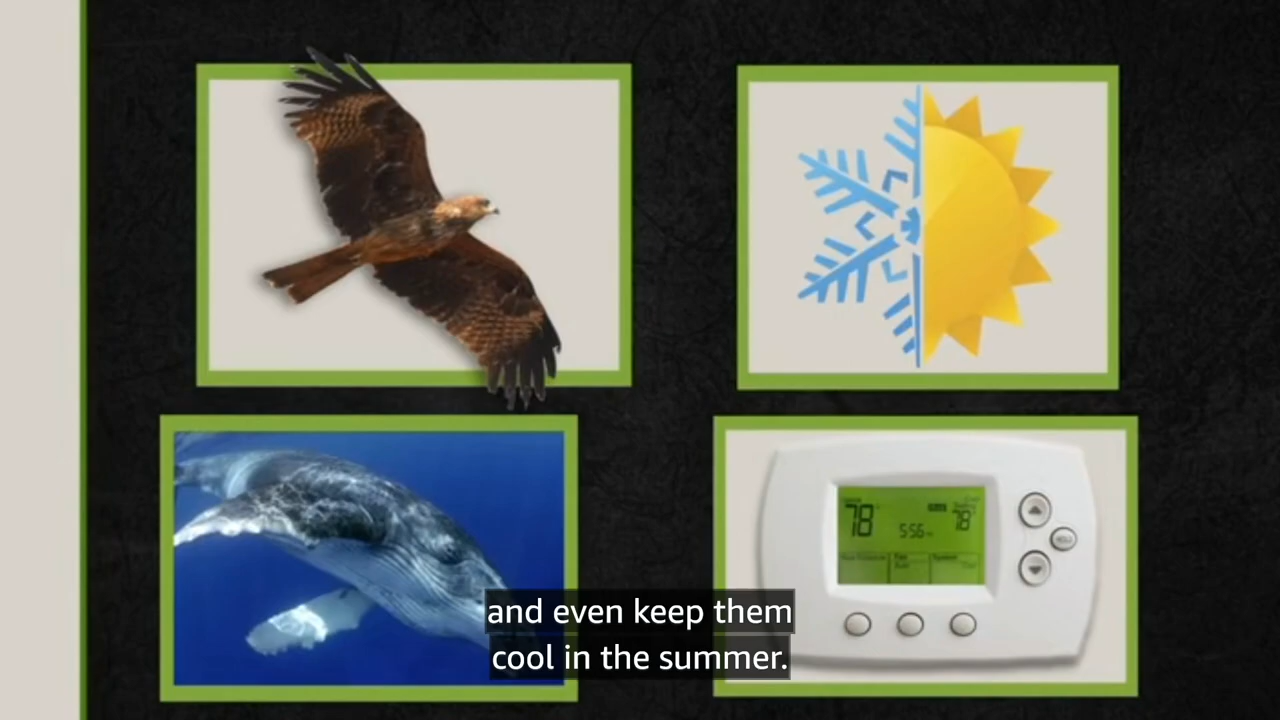 78
78
5:56
and even keep them
cool in the summer.